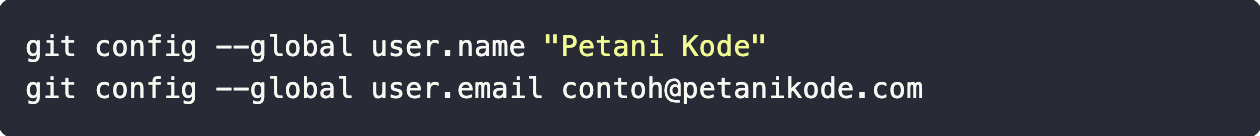 git config --global user.name "Petani Kode"
git config --global user.email contoh@petanikode.com